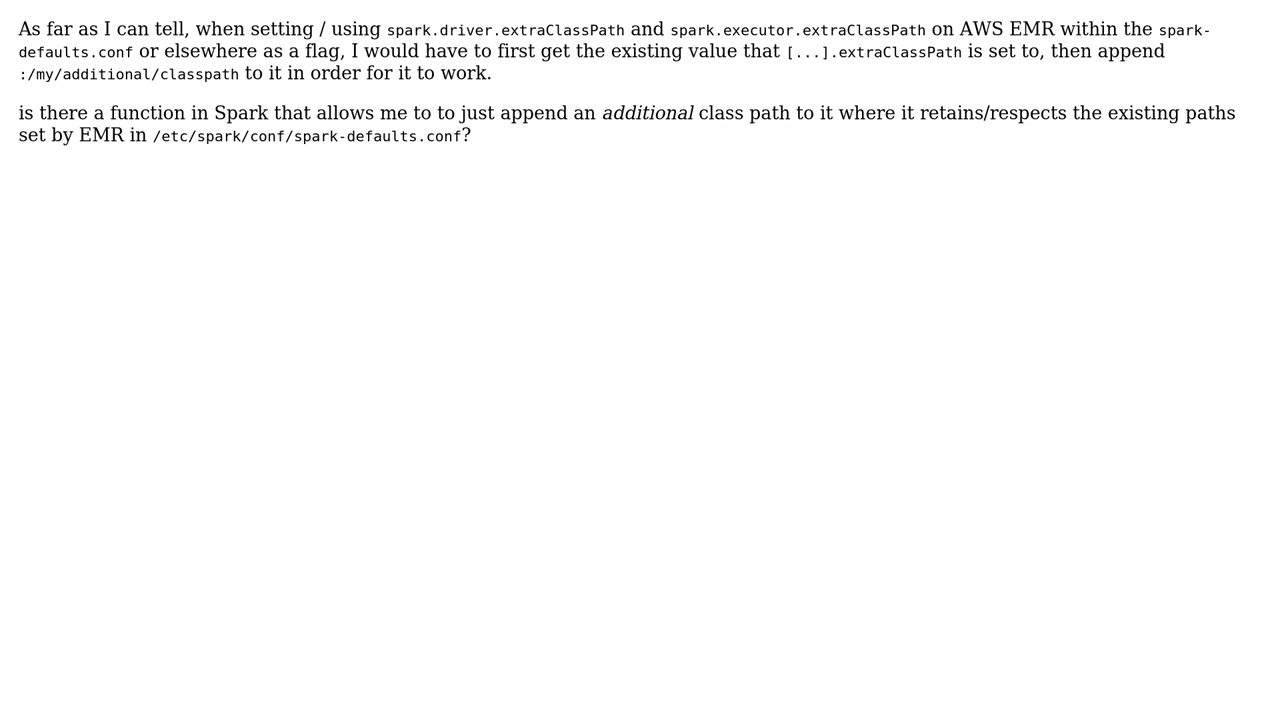 As far as I can tell, when setting / using spark.driver.extraClassPath and spark.executor.extraClassPath on AWS EMR within the spark-
defaults.conf or elsewhere as a flag, I would have to first get the existing value that [...].extraClassPath is set to, then append
:/my/additional/classpath to it in order for it to work.
is there a function in Spark that allows me to to just append an additional class path to it where it retains/respects the existing paths
set by EMR in /etc/spark/conf/spark-defaults.conf?